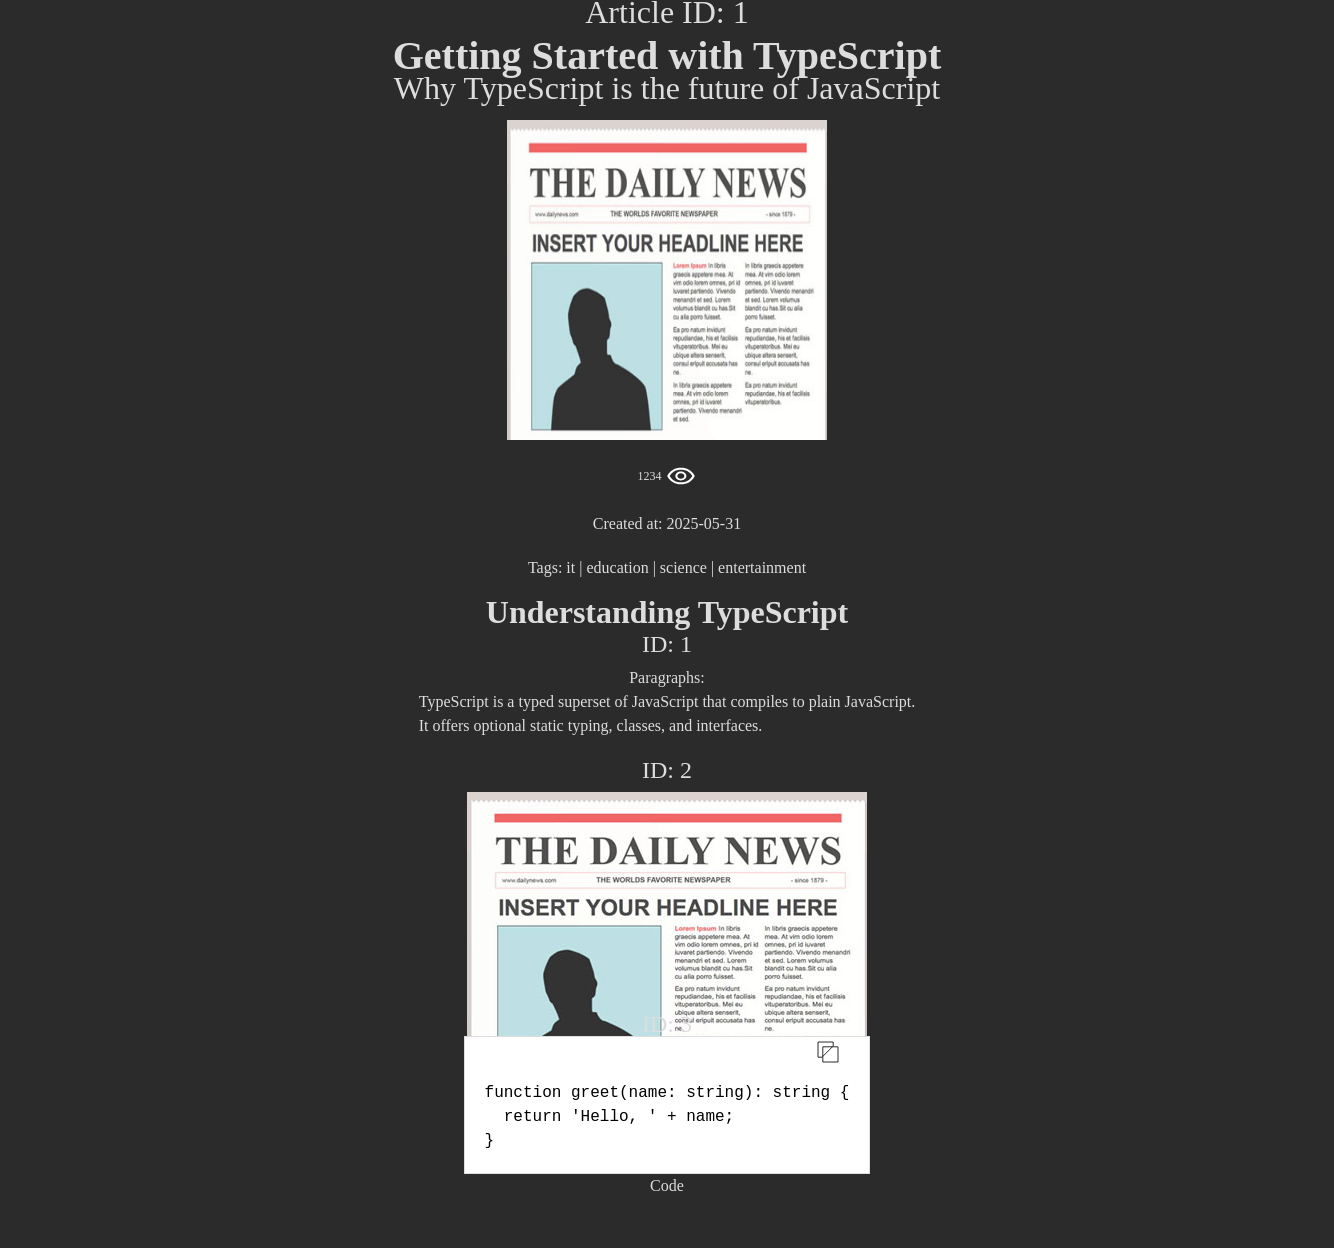 Article ID: 1
Getting Started with TypeScript
Why TypeScript is the future of JavaScript
THE DAILY NEWS
www.dailynews.com THE WORLDS FAVORITE NEWSPAPER - since 1879 -
INSERT YOUR HEADLINE HERE
Lorem Ipsum In libris
graecis appetere mea. At
vim odio lorem omnes, pri id
iuvaret partiendo. Vivendo
menandri et sed. Lorem
volumus blandit cu has.Sit
cu alia porro fuisset.
Ea pro natum invidunt
repudiandae, his et facilisis
vituperatoribus. Mei eu
ubique altera senserit,
consul eripuit accusata has
ne.
In libris graecis appetere
mea. At vim odio lorem
omnes, pri id iuvaret
partiendo. Vivendo menandri
et sed.
In libris graecis appetere
mea. At vim odio lorem
omnes, pri id iuvaret
partiendo. Vivendo menandri
et sed. Lorem volumus
blandit cu has.Sit cu alia
porro fuisset.
Ea pro natum invidunt
repudiandae, his et facilisis
vituperatoribus. Mei eu
ubique altera senserit,
consul eripuit accusata has
ne.
Ea pro natum invidunt
repudiandae, his et facilisis
vituperatoribus.
1234
Created at: 2025-05-31
Tags: it | education | science | entertainment
Understanding TypeScript
ID: 1
Paragraphs:
TypeScript is a typed superset of JavaScript that compiles to plain JavaScript.
It offers optional static typing, classes, and interfaces.
ID: 2
THE DAILY NEWS
www.dailynews.com THE WORLDS FAVORITE NEWSPAPER - since 1879 -
INSERT YOUR HEADLINE HERE
Lorem Ipsum In libris
graecis appetere mea. At
vim odio lorem omnes, pri id
iuvaret partiendo. Vivendo
menandri et sed. Lorem
volumus blandit cu has.Sit
cu alia porro fuisset.
Ea pro natum invidunt
repudiandae, his et facilisis
vituperatoribus. Mei eu
ubique altera senserit,
consul eripuit accusata has
ne.
In libris graecis appetere
mea. At vim odio lorem
omnes, pri id iuvaret
partiendo. Vivendo menandri
et sed. Lorem volumus
blandit cu has.Sit cu alia
porro fuisset.
Ea pro natum invidunt
repudiandae, his et facilisis
vituperatoribus. Mei eu
ubique altera senserit,
consul eripuit accusata has
ne.
ID: 3
function greet(name: string): string {
  return 'Hello, ' + name;
}
Code